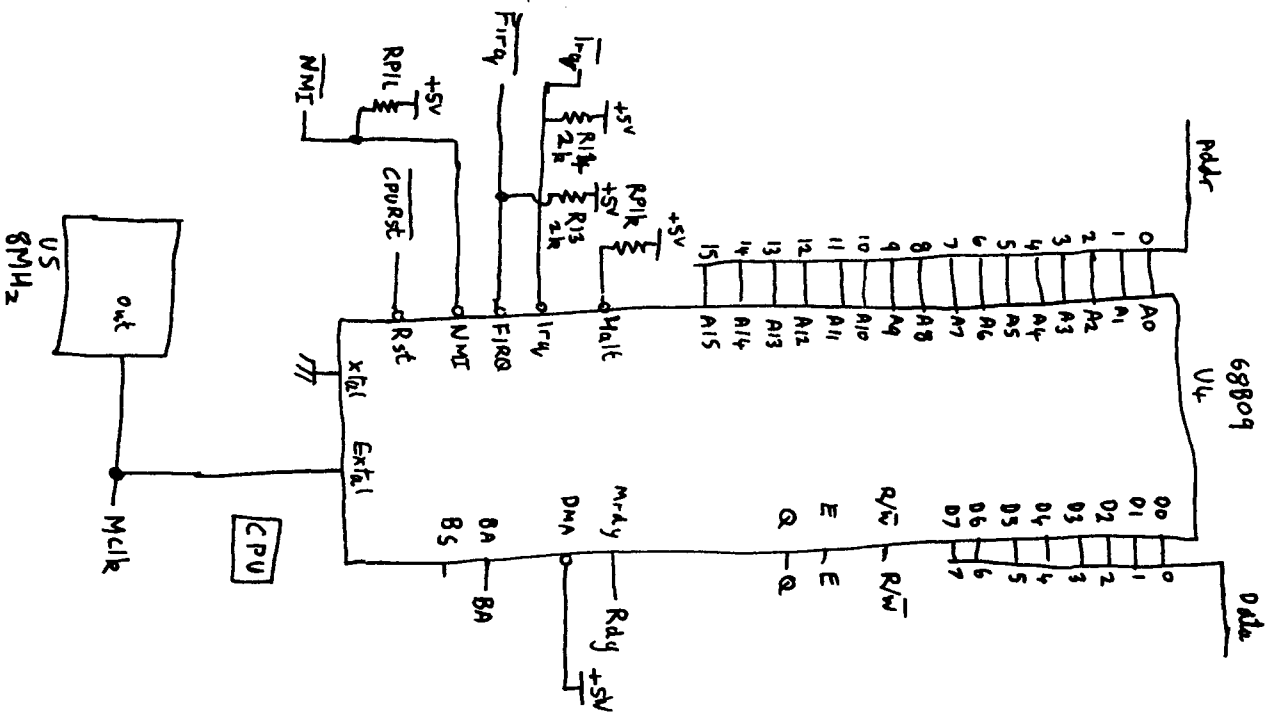 68B09
U4
Addr
Data
0 A0
1 A1
2 A2
3 A3
4 A4
5 A5
6 A6
7 A7
8 A8
9 A9
10 A10
11 A11
12 A12
13 A13
14 A14
15 A15
D0 0
D1 1
D2 2
D3 3
D4 4
D5 5
D6 6
D7 7
R/W R/W
E E
Q Q
+5V
RP1k
Halt
Irq
+5V
R14
2k
Irq
Firq
+5V
R13
2k
FIRQ
+5V
RP1L
NMI
NMI
CPURst
Rst
Mrdy Rdy
DMA
+5V
BA BA
BS
Xtal
Extal
out
U5
8MHz
Mclk
CPU